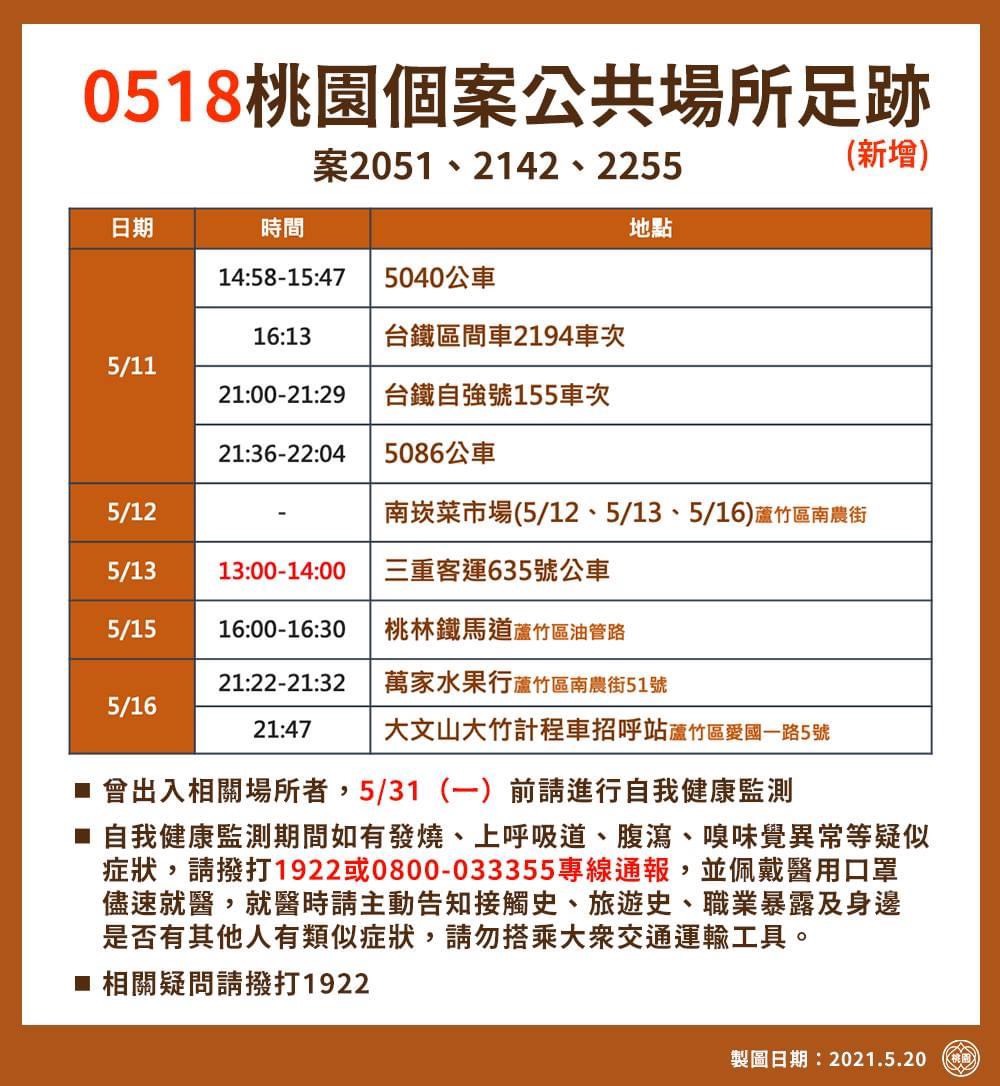 0518桃園個案公共場所足跡
(新增)
案2051、2142、2255
日期 時間 地點
5/11
14:58-15:47 5040公車
16:13 台鐵區間車2194車次
21:00-21:29 台鐵自強號155車次
21:36-22:04 5086公車
5/12 - 南崁菜市場(5/12、5/13、5/16)蘆竹區南農街
5/13 13:00-14:00 三重客運635號公車
5/15 16:00-16:30 桃林鐵馬道蘆竹區油管路
5/16
21:22-21:32 萬家水果行蘆竹區南農街51號
21:47 大文山大竹計程車招呼站蘆竹區愛國一路5號
■ 曾出入相關場所者，5/31（一）前請進行自我健康監測
■ 自我健康監測期間如有發燒、上呼吸道、腹瀉、嗅味覺異常等疑似
症狀，請撥打1922或0800-033355專線通報，並佩戴醫用口罩
儘速就醫，就醫時請主動告知接觸史、旅遊史、職業暴露及身邊
是否有其他人有類似症狀，請勿搭乘大衆交通運輸工具。
■ 相關疑問請撥打1922
製圖日期：2021.5.20 桃園